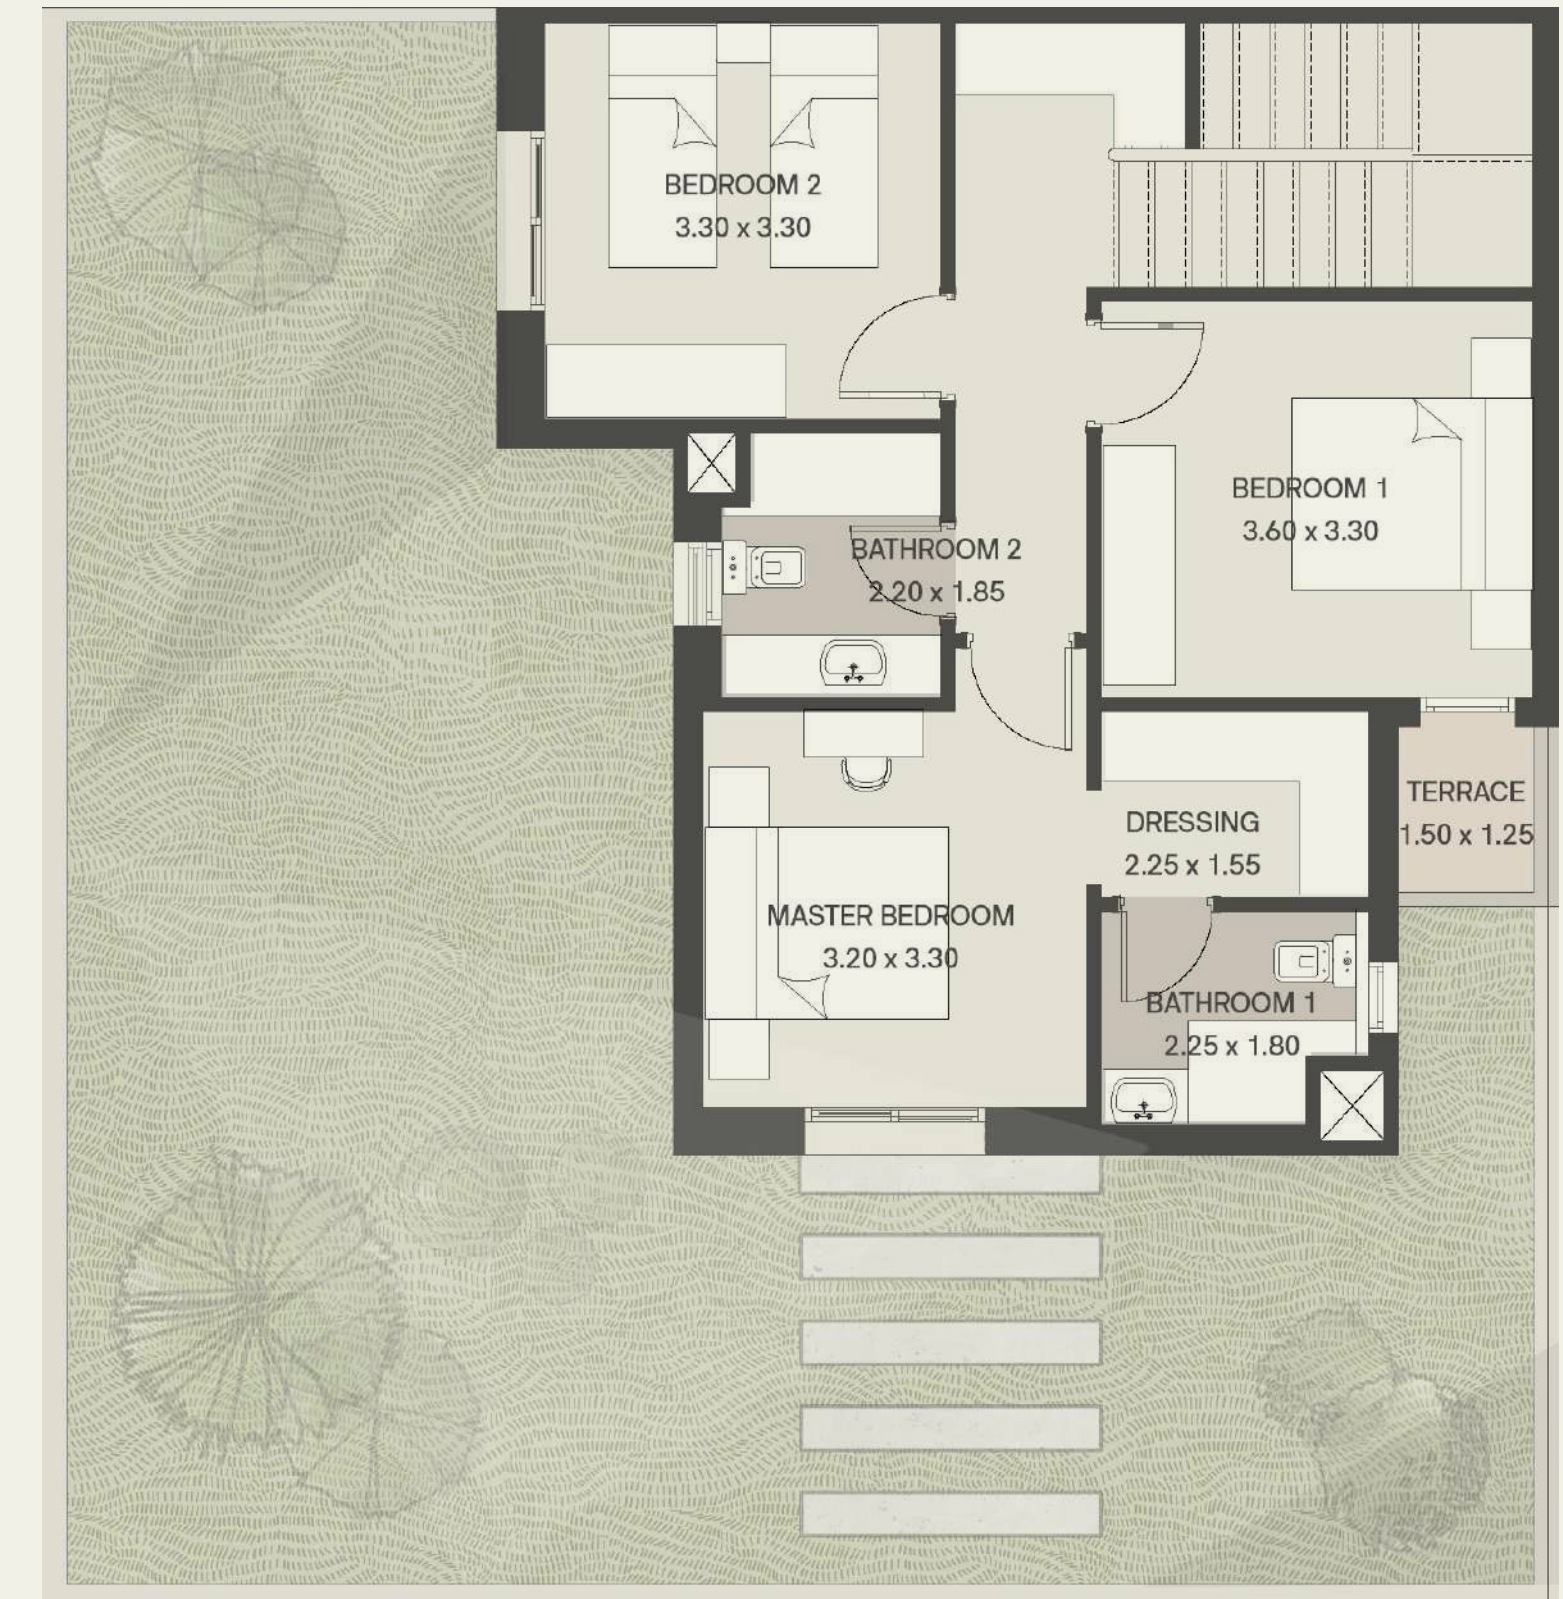 BEDROOM 2
3.30 x 3.30
BEDROOM 1
3.60 x 3.30
BATHROOM 2
2.20 x 1.85
TERRACE
1.50 x 1.25
DRESSING
2.25 x 1.55
MASTER BEDROOM
3.20 x 3.30
BATHROOM 1
2.25 x 1.80